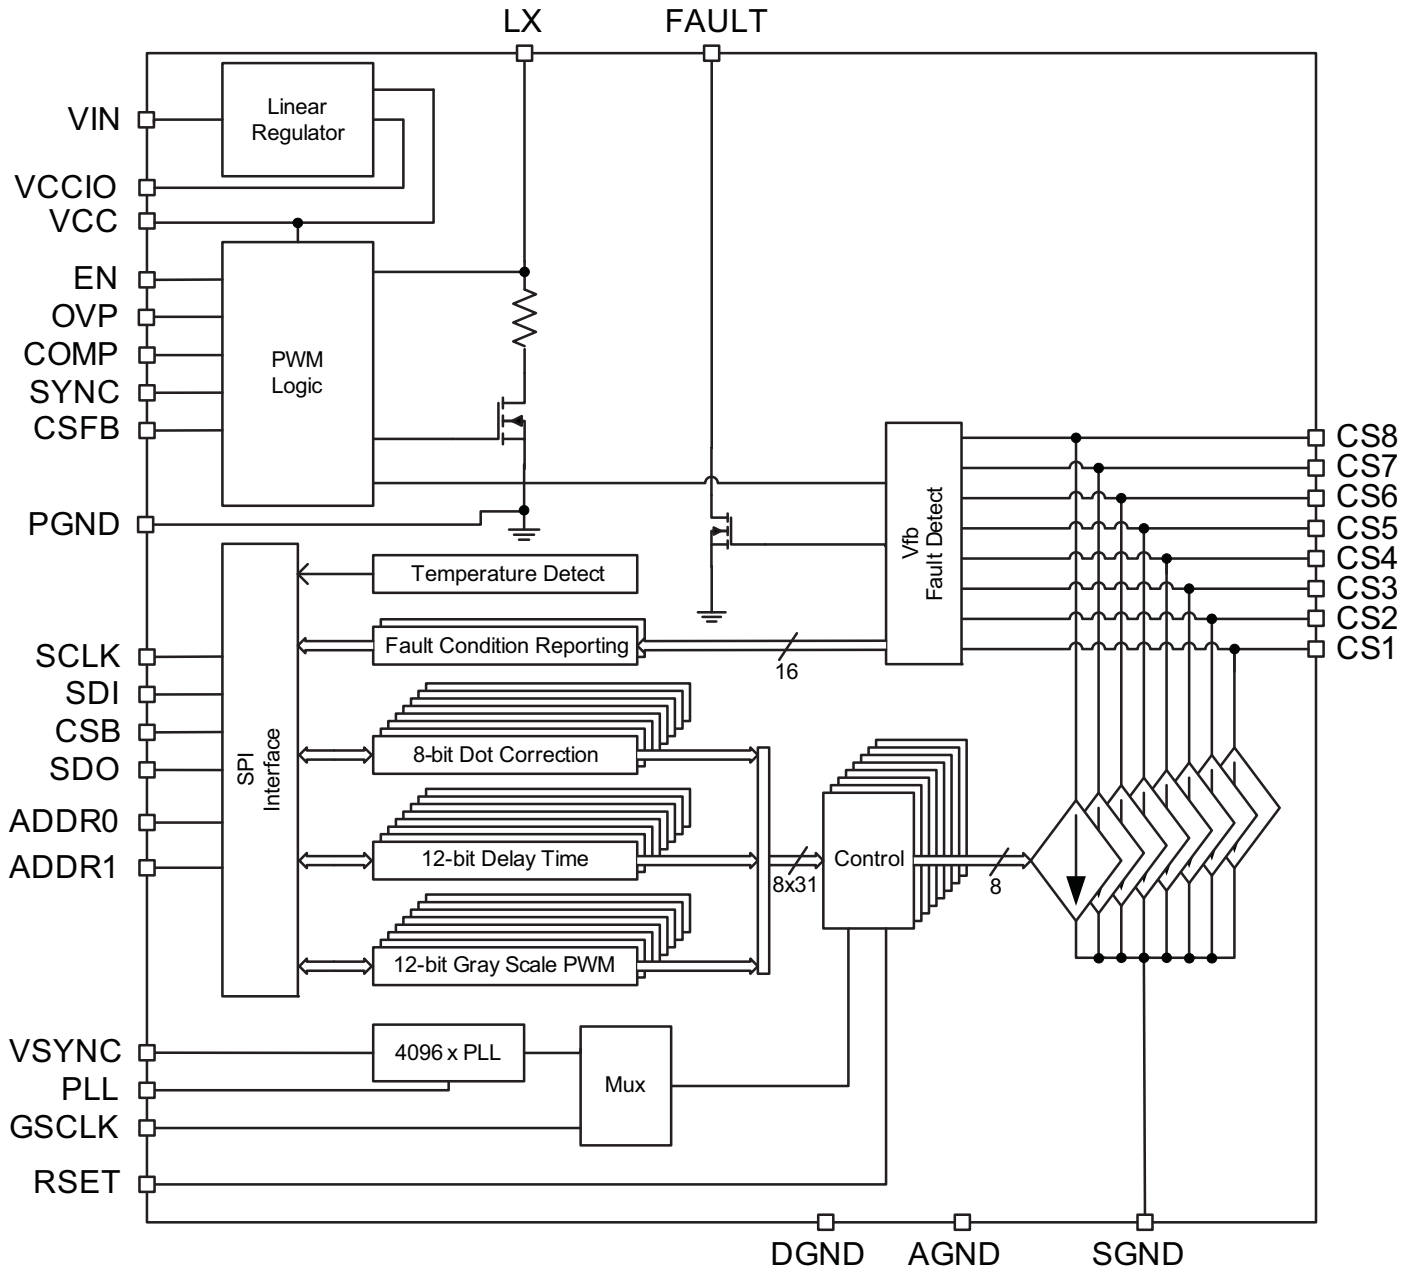 LX
FAULT
VIN
Linear
Regulator
VCCIO
VCC
EN
OVP
COMP
SYNC
CSFB
PWM
Logic
PGND
Vfb
Fault Detect
CS8
CS7
CS6
CS5
CS4
CS3
CS2
CS1
Temperature Detect
Fault Condition Reporting
16
SCLK
SDI
CSB
SDO
ADDR0
ADDR1
SPI
Interface
8-bit Dot Correction
12-bit Delay Time
12-bit Gray Scale PWM
8x31
Control
8
VSYNC
PLL
GSCLK
RSET
4096 x PLL
Mux
DGND
AGND
SGND